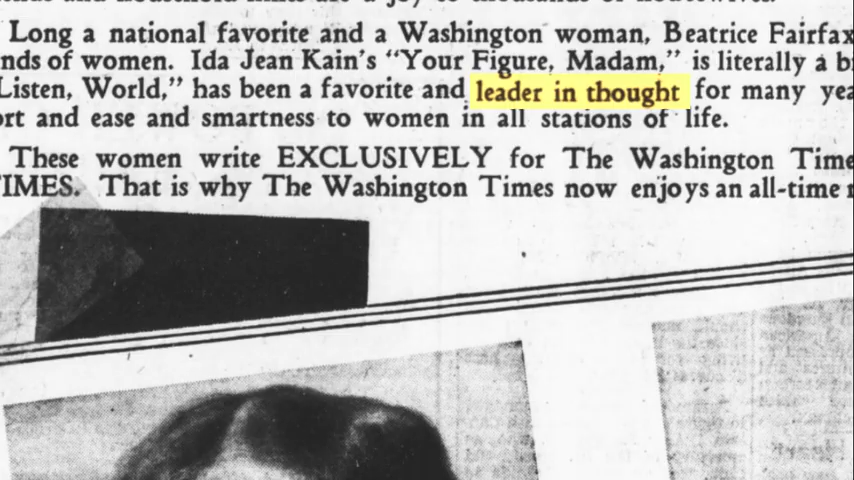 Long a national favorite and a Washington woman, Beatrice Fairfax
nds of women. Ida Jean Kain's "Your Figure, Madam," is literally a b
Listen, World," has been a favorite and leader in thought for many yea
ort and ease and smartness to women in all stations of life.
These women write EXCLUSIVELY for The Washington Time
TIMES. That is why The Washington Times now enjoys an all-time